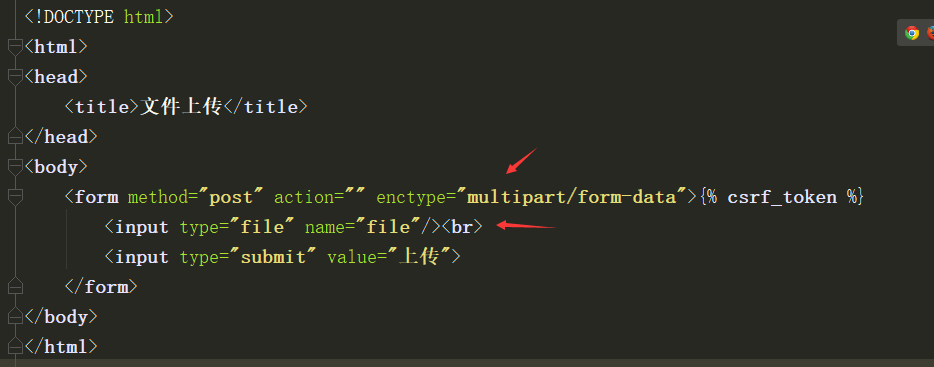 <!DOCTYPE html>
<html>
<head>
    <title>文件上传</title>
</head>
<body>
    <form method="post" action="" enctype="multipart/form-data">{% csrf_token %}
        <input type="file" name="file"/><br>
        <input type="submit" value="上传">
    </form>
</body>
</html>